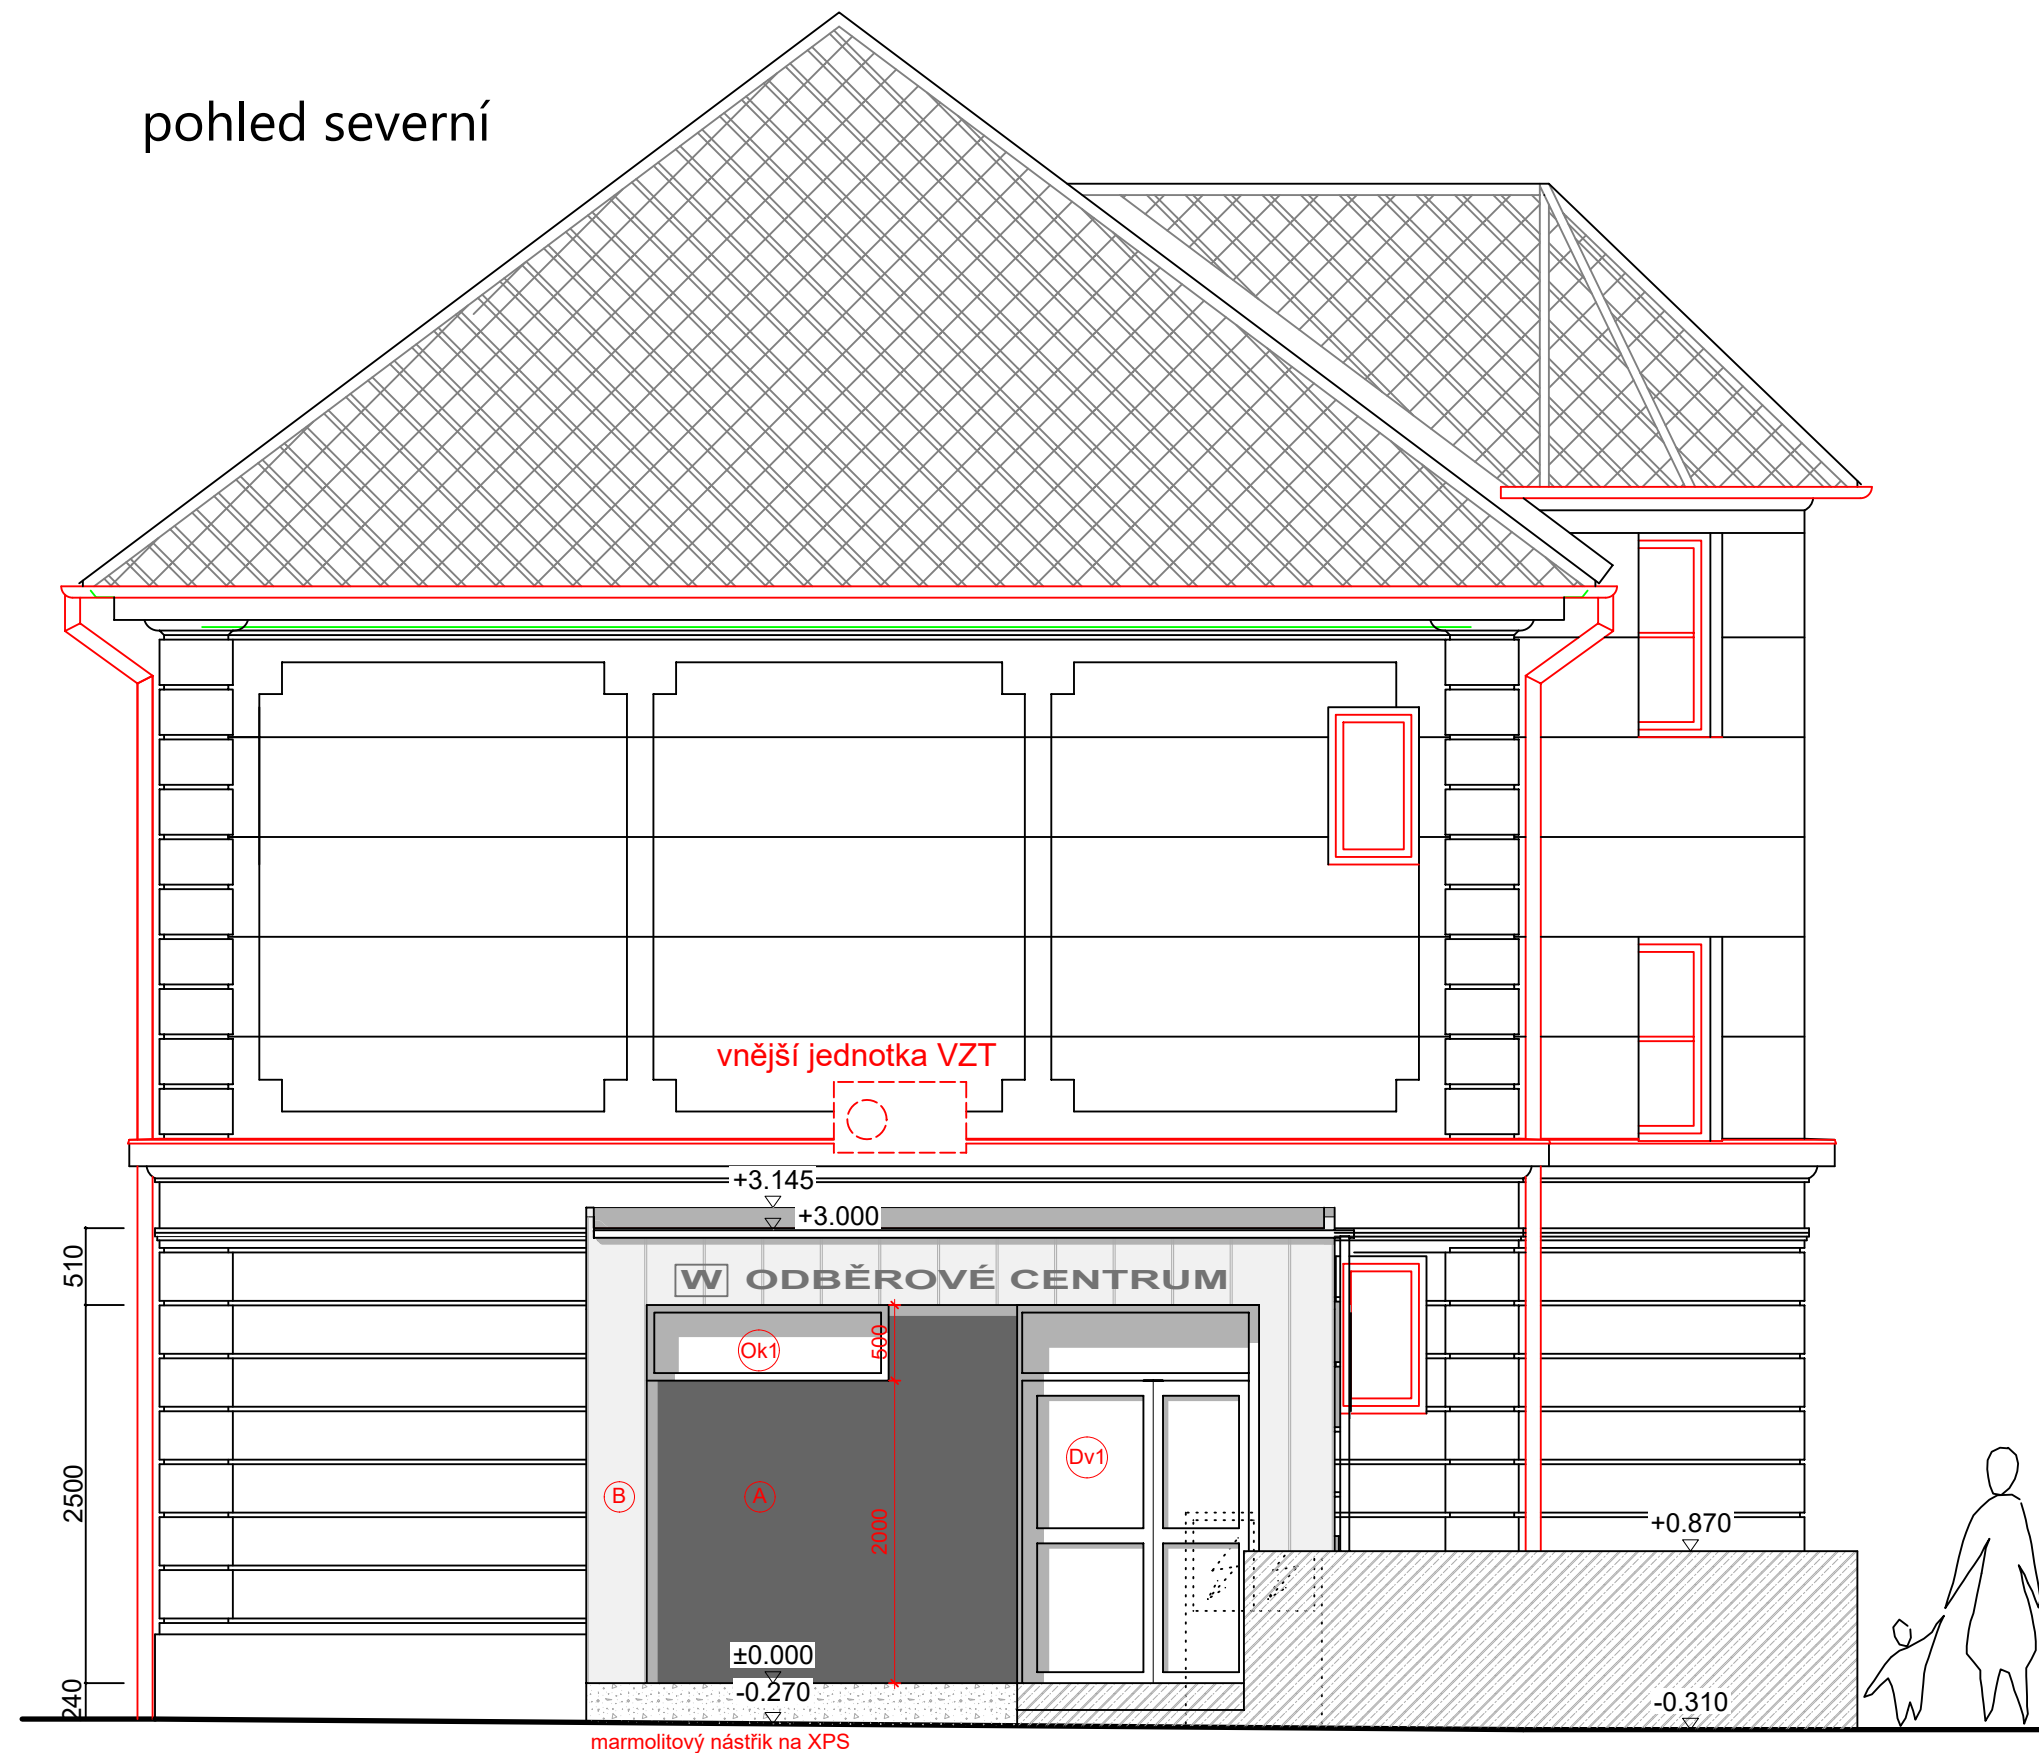 pohled severní
vnější jednotka VZT
+3.145
+3.000
510
W ODBĚROVÉ CENTRUM
500
Ok1
Dv1
2500
B
A
2000
+0.870
±0.000
-0.270
240
-0.310
marmolitový nástřik na XPS